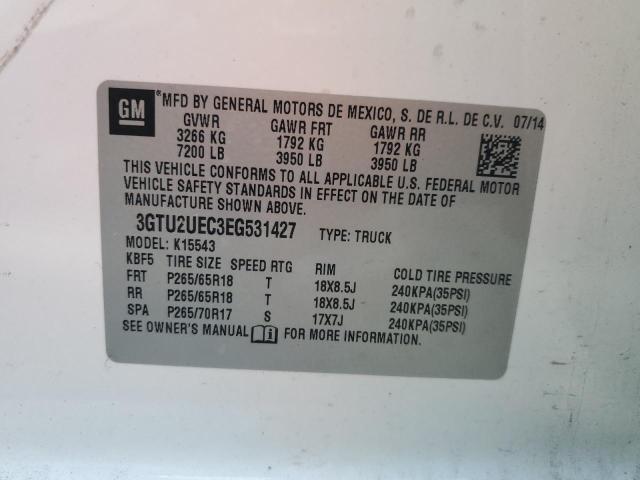 GM ® MFD BY GENERAL MOTORS DE MEXICO, S. DE R.L. DE C.V. 07/14
GVWR GAWR FRT GAWR RR
3266 KG 1792 KG 1792 KG
7200 LB 3950 LB 3950 LB
THIS VEHICLE CONFORMS TO ALL APPLICABLE U.S. FEDERAL MOTOR
VEHICLE SAFETY STANDARDS IN EFFECT ON THE DATE OF
MANUFACTURE SHOWN ABOVE.
3GTU2UEC3EG531427 TYPE: TRUCK
MODEL: K15543
KBF5 TIRE SIZE SPEED RTG RIM COLD TIRE PRESSURE
FRT P265/65R18 T 18X8.5J 240KPA(35PSI)
RR P265/65R18 T 18X8.5J 240KPA(35PSI)
SPA P265/70R17 S 17X7J 240KPA(35PSI)
SEE OWNER'S MANUAL FOR MORE INFORMATION.